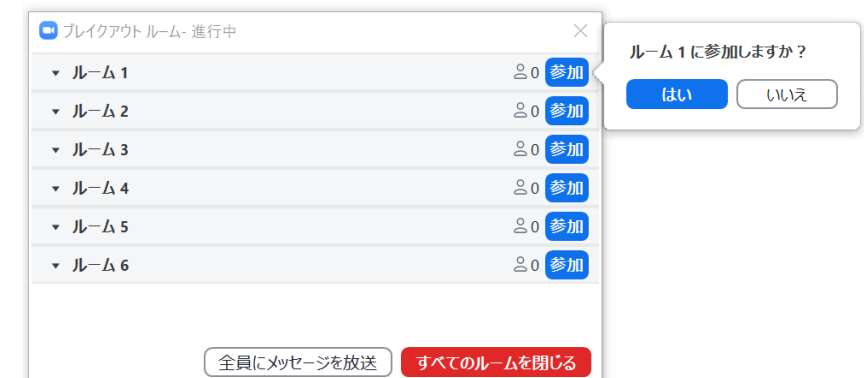 ブレイクアウト ルーム- 進行中
ルーム 1に参加しますか？
はい いいえ
ルーム 1 0 参加
ルーム 2 0 参加
ルーム 3 0 参加
ルーム 4 0 参加
ルーム 5 0 参加
ルーム 6 0 参加
全員にメッセージを放送 すべてのルームを閉じる